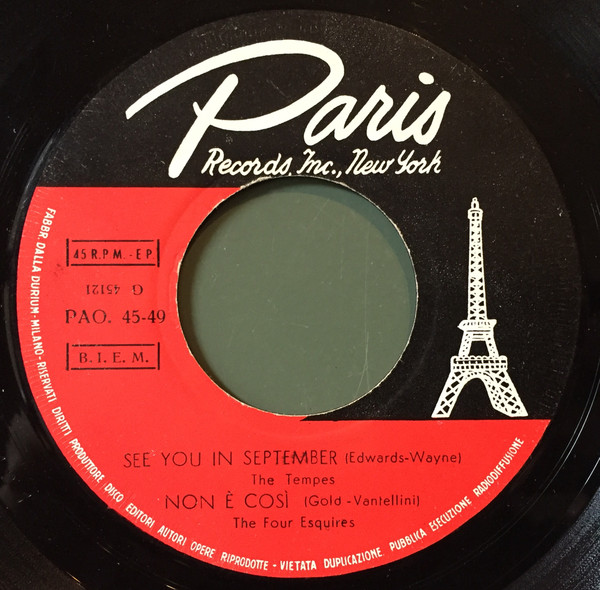 Paris
Records, Inc., New York
45 R.P.M. - EP
G 45121
PAO. 45-49
B. I. E. M.
SEE YOU IN SEPTEMBER (Edwards-Wayne)
The Tempes
NON È COSÌ (Gold - Vantellini)
The Four Esquires
FABBR. DALLA DURIUM - MILANO - RISERVATI DIRITTI PRODUTTORE DISCO EDITORI AUTORI OPERE RIPRODOTTE - VIETATA DUPLICAZIONE PUBBLICA ESECUZIONE RADIODIFFUSIONE